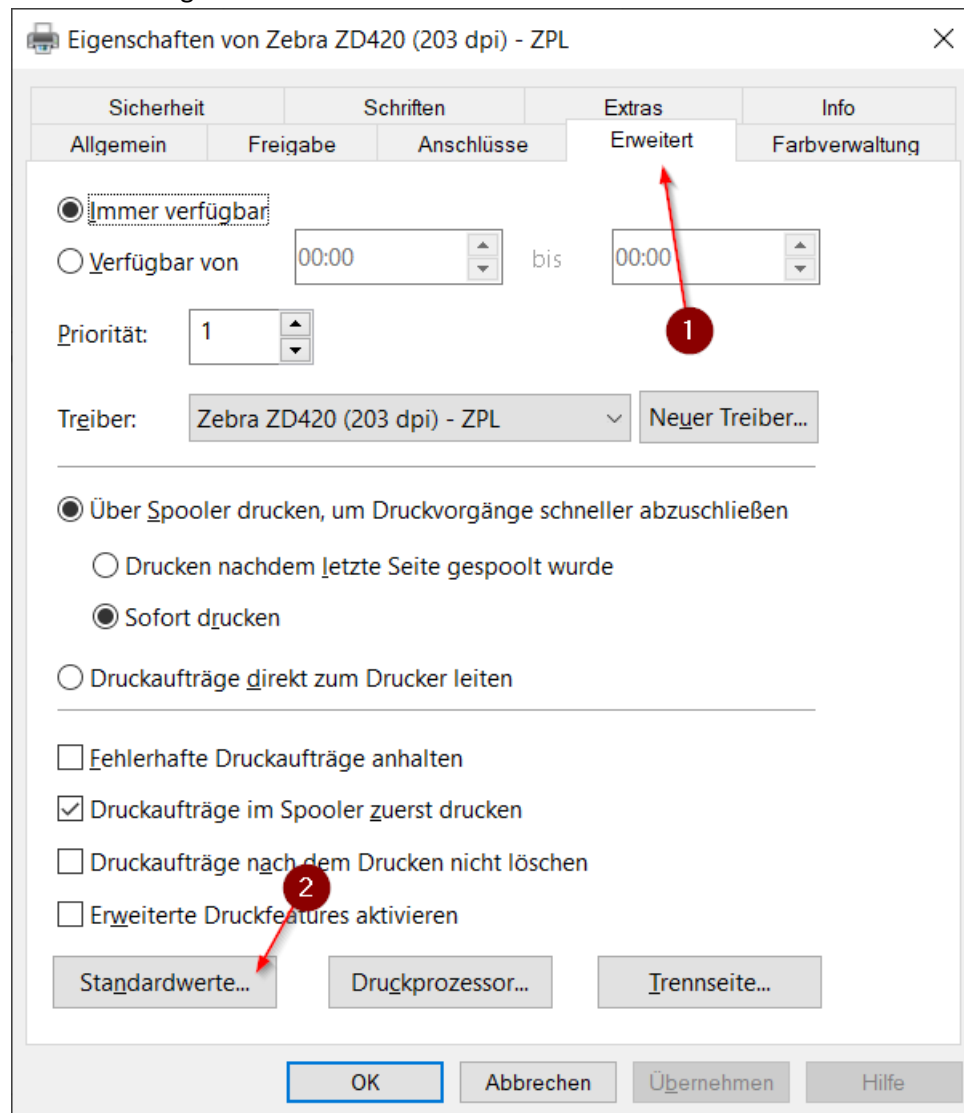 Eigenschaften von Zebra ZD420 (203 dpi) - ZPL
Sicherheit Schriften Extras Info
Allgemein Freigabe Anschlüsse Erweitert Farbverwaltung
Immer verfügbar
Verfügbar von 00:00 bis 00:00
1
Priorität: 1
Treiber: Zebra ZD420 (203 dpi) - ZPL Neuer Treiber...
Über Spooler drucken, um Druckvorgänge schneller abzuschließen
Drucken nachdem letzte Seite gespoolt wurde
Sofort drucken
Druckaufträge direkt zum Drucker leiten
Fehlerhafte Druckaufträge anhalten
Druckaufträge im Spooler zuerst drucken
Druckaufträge nach dem Drucken nicht löschen
2
Erweiterte Druckfeatures aktivieren
Standardwerte... Druckprozessor... Trennseite...
OK Abbrechen Übernehmen Hilfe